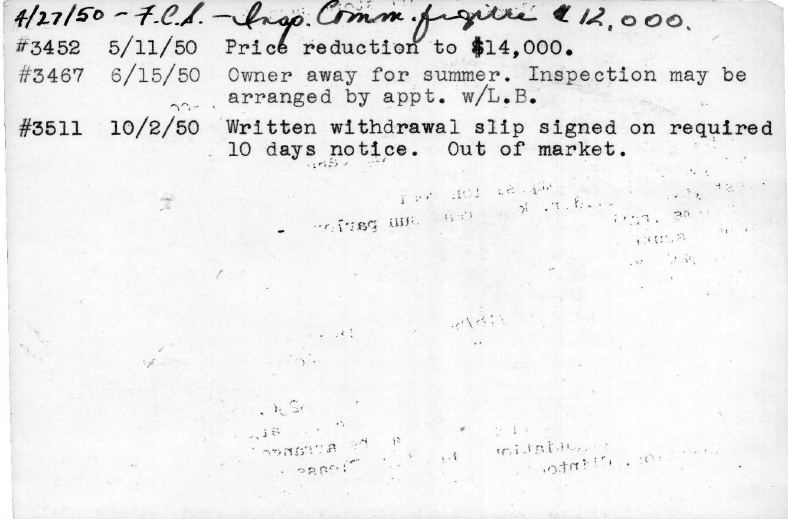 4/27/50 - F.C.S. - Insp. Comm. figure $12,000.
#3452 5/11/50 Price reduction to $14,000.
#3467 6/15/50 Owner away for summer. Inspection may be
arranged by appt. w/L.B.
#3511 10/2/50 Written withdrawal slip signed on required
10 days notice. Out of market.